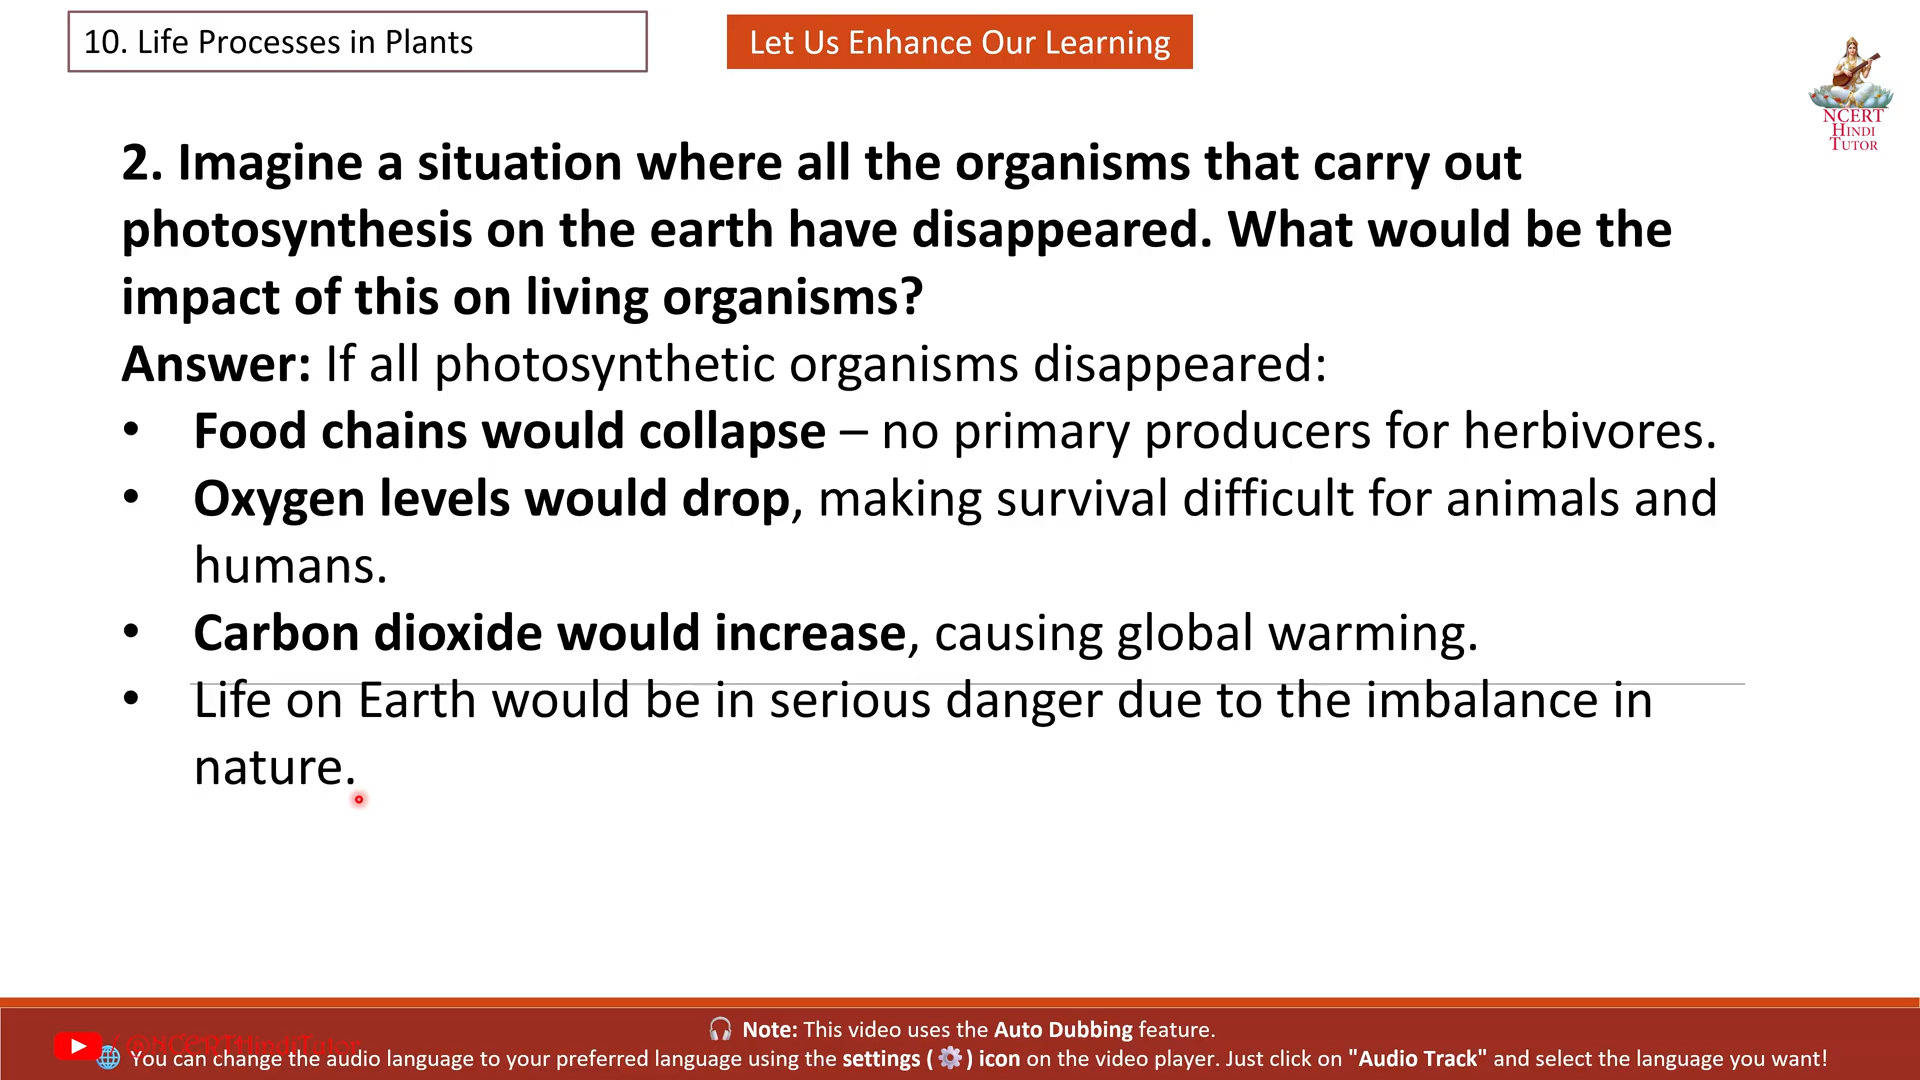 10. Life Processes in Plants
Let Us Enhance Our Learning
NCERT
HINDI
TUTOR
2. Imagine a situation where all the organisms that carry out
photosynthesis on the earth have disappeared. What would be the
impact of this on living organisms?
Answer: If all photosynthetic organisms disappeared:
• Food chains would collapse – no primary producers for herbivores.
• Oxygen levels would drop, making survival difficult for animals and
humans.
• Carbon dioxide would increase, causing global warming.
• Life on Earth would be in serious danger due to the imbalance in
nature.
Note: This video uses the Auto Dubbing feature.
/@NCERTHindiTutor
You can change the audio language to your preferred language using the settings (⚙) icon on the video player. Just click on "Audio Track" and select the language you want!